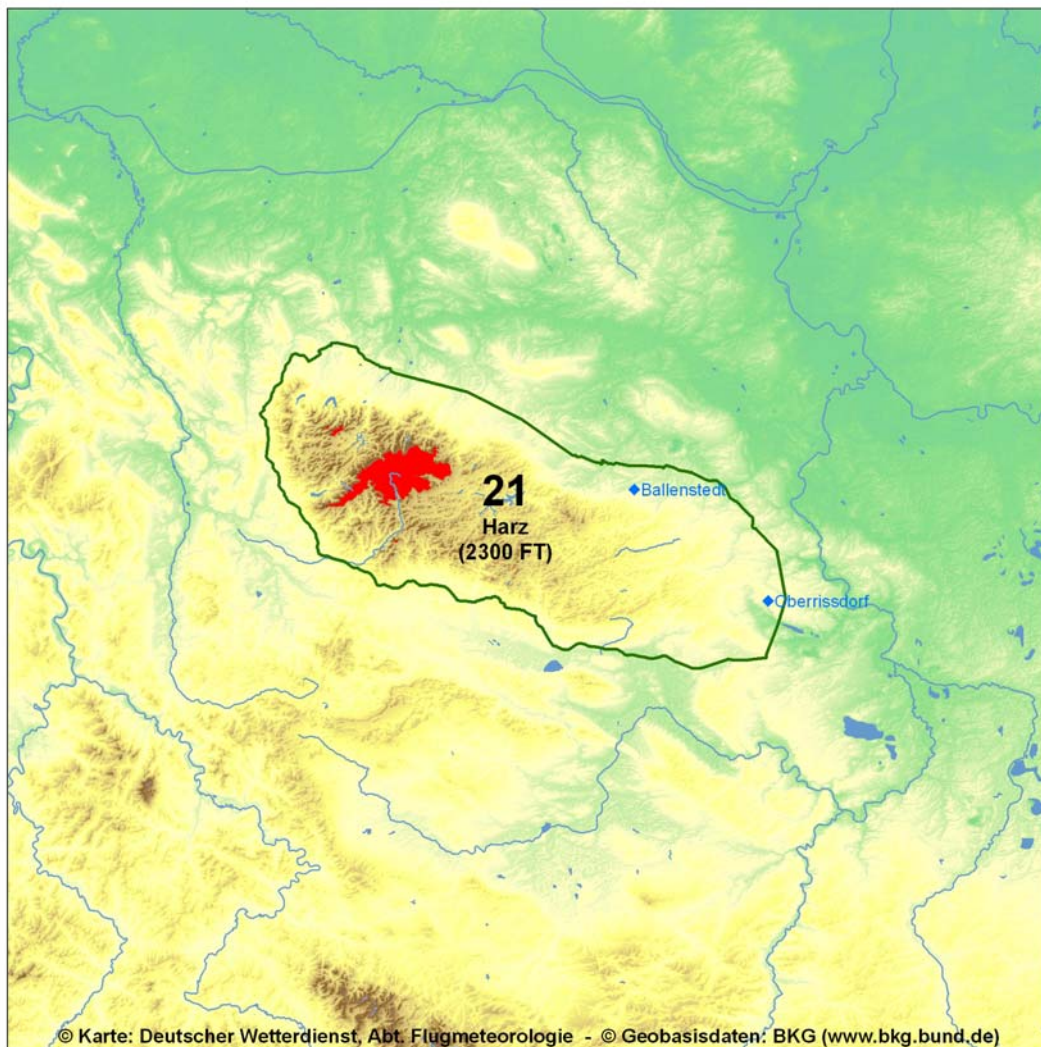 21
Harz
(2300 FT)
Ballenstedt
Oberrissdorf
© Karte: Deutscher Wetterdienst, Abt. Flugmeteorologie - © Geobasisdaten: BKG (www.bkg.bund.de)